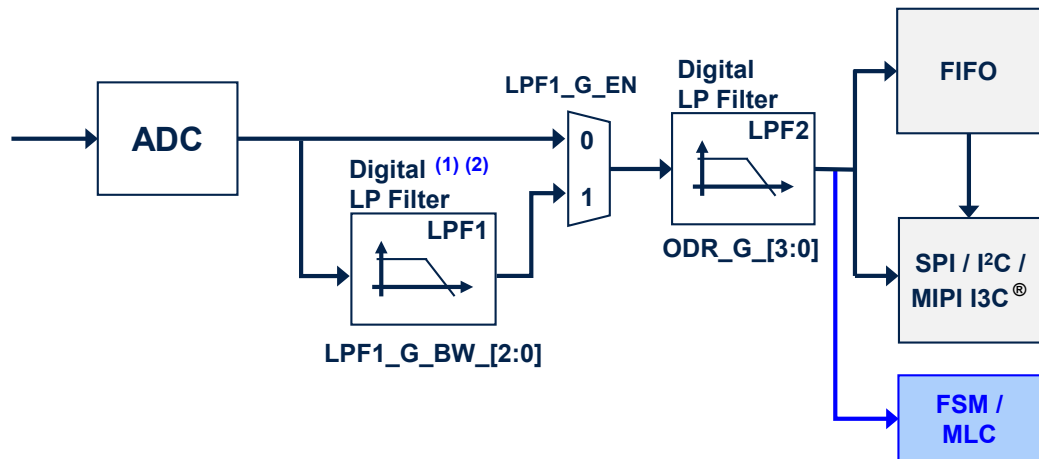 ADC
Digital (1) (2)
LP Filter
LPF1
LPF1_G_BW_[2:0]
LPF1_G_EN
0
1
Digital
LP Filter
LPF2
ODR_G_[3:0]
FIFO
SPI / I²C /
MIPI I3C ®
FSM /
MLC